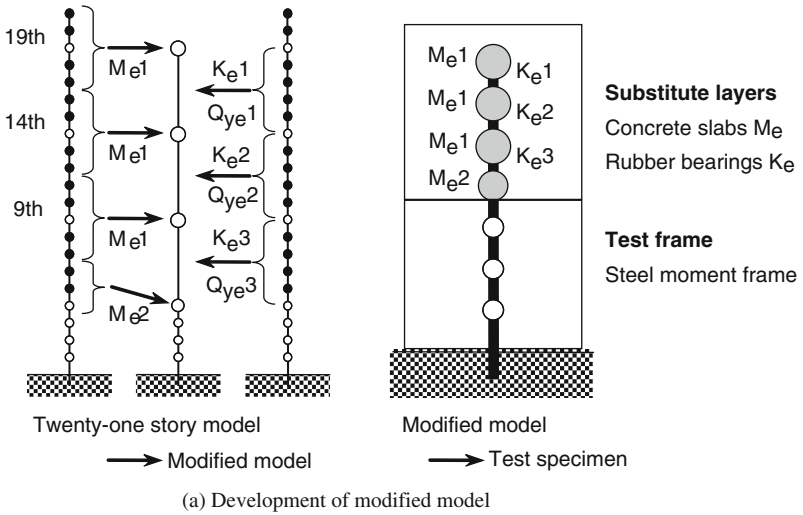 19th
14th
9th
Me1
Me1
Me1
Me2
Ke1
Qye1
Ke2
Qye2
Ke3
Qye3
Me1
Ke1
Me1
Ke2
Me1
Ke3
Me2
Substitute layers
Concrete slabs Me
Rubber bearings Ke
Test frame
Steel moment frame
Twenty-one story model
Modified model
Modified model
Test specimen
(a) Development of modified model